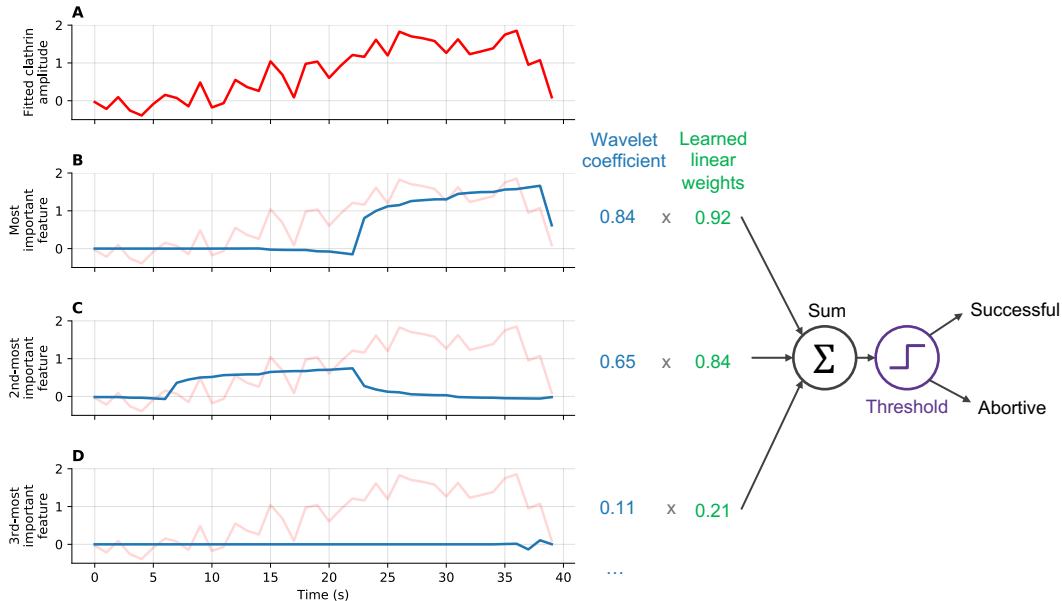 A
Fitted clathrin
amplitude
2
1
0
B
Most
important
feature
2
1
0
C
2nd-most
important
feature
2
1
0
D
3rd-most
important
feature
2
1
0
0 5 10 15 20 25 30 35 40
Time (s)
Wavelet
coefficient
Learned
linear
weights
0.84 x 0.92
0.65 x 0.84
0.11 x 0.21
...
Sum
Σ
Threshold
Successful
Abortive